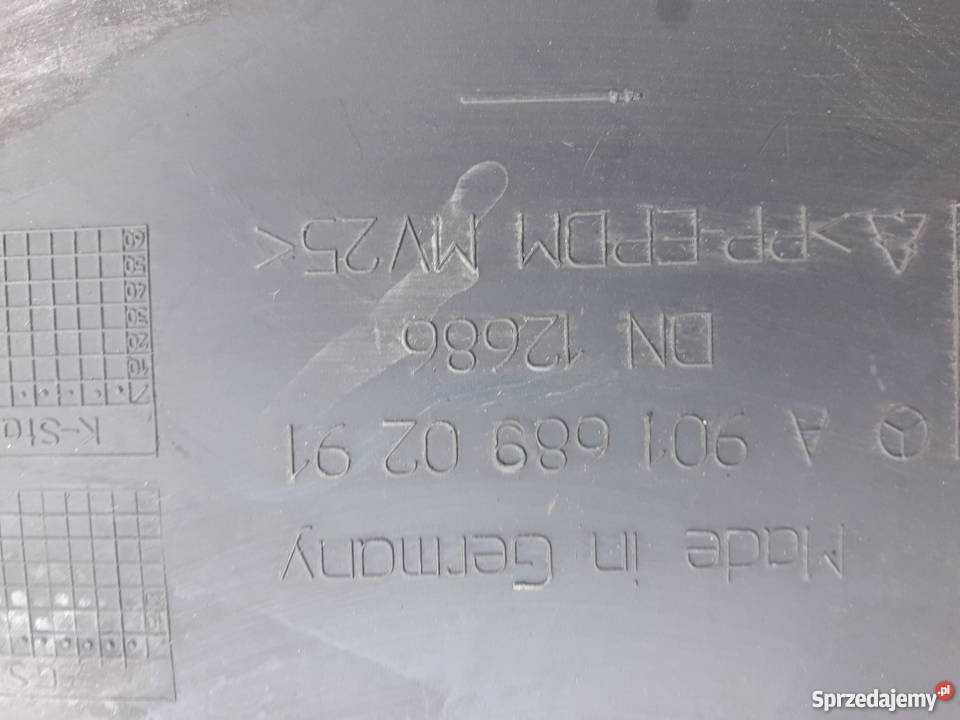 Made in Germany
A 901 689 02 91
DN 12686
>PP-EPDM MV25<
K-Sta
10
20
30
40
50
60
Sprzedajemy.pl